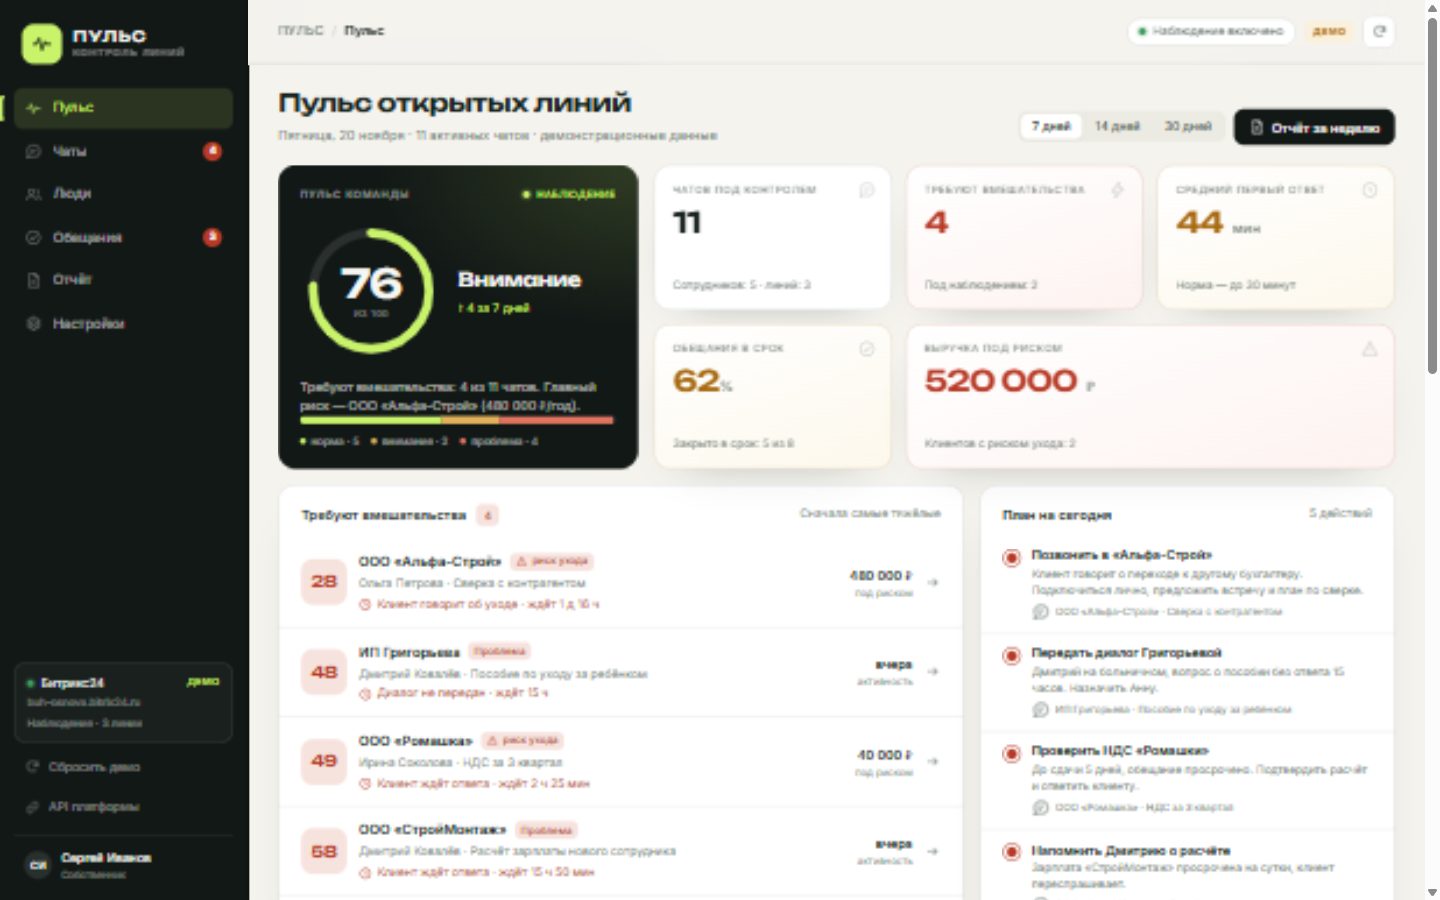 ПУЛЬС
КОНТРОЛЬ ЛИНИЙ
Пульс
Чаты 4
Люди
Обещания 3
Отчёт
Настройки
Битрикс24 ДЕМО
Наблюдение · 3 линии
Сбросить демо
API платформы
СИ
Сергей Иванов
Собственник
ПУЛЬС / Пульс
Наблюдение включено
ДЕМО
Пульс открытых линий
Пятница, 20 ноября · 11 активных чатов · демонстрационные данные
7 дней 14 дней 30 дней
Отчёт за неделю
ПУЛЬС КОМАНДЫ
НАБЛЮДЕНИЕ
76
ИЗ 100
Внимание
↑ 4 за 7 дней
Требуют вмешательства: 4 из 11 чатов. Главный
риск — ООО «Альфа-Строй» (480 000 ₽/год).
норма · 5 внимание · 2 проблема · 4
ЧАТОВ ПОД КОНТРОЛЕМ
11
Сотрудников: 5 · линий: 3
ТРЕБУЮТ ВМЕШАТЕЛЬСТВА
4
Под наблюдением: 2
СРЕДНИЙ ПЕРВЫЙ ОТВЕТ
44 мин
Норма — до 30 минут
ОБЕЩАНИЯ В СРОК
62%
Закрыто в срок: 5 из 8
ВЫРУЧКА ПОД РИСКОМ
520 000 ₽
Клиентов с риском ухода: 2
Требуют вмешательства 4
Сначала самые тяжёлые
28
ООО «Альфа-Строй» риск ухода
Ольга Петрова · Сверка с контрагентом
Клиент говорит об уходе · ждёт 1 д 16 ч
480 000 ₽
под риском
48
ИП Григорьева Проблема
Дмитрий Ковалёв · Пособие по уходу за ребёнком
Диалог не передан · ждёт 15 ч
вчера
активность
49
ООО «Ромашка» риск ухода
Ирина Соколова · НДС за 3 квартал
Клиент ждёт ответа · ждёт 2 ч 25 мин
40 000 ₽
под риском
58
ООО «СтройМонтаж» Проблема
Дмитрий Ковалёв · Расчёт зарплаты нового сотрудника
Клиент ждёт ответа · ждёт 15 ч 50 мин
вчера
активность
План на сегодня
5 действий
Позвонить в «Альфа-Строй»
Клиент говорит о переходе к другому бухгалтеру.
Подключиться лично, предложить встречу и план по сверке.
ООО «Альфа-Строй» · Сверка с контрагентом
Передать диалог Григорьевой
Дмитрий на больничном, вопрос о пособии без ответа 15
часов. Назначить Анну.
ИП Григорьева · Пособие по уходу за ребёнком
Проверить НДС «Ромашки»
До сдачи 5 дней, обещание просрочено. Подтвердить расчёт
и ответить клиенту.
ООО «Ромашка» · НДС за 3 квартал
Напомнить Дмитрию о расчёте
Зарплата «СтройМонтаж» просрочена на сутки, клиент
переспрашивает.